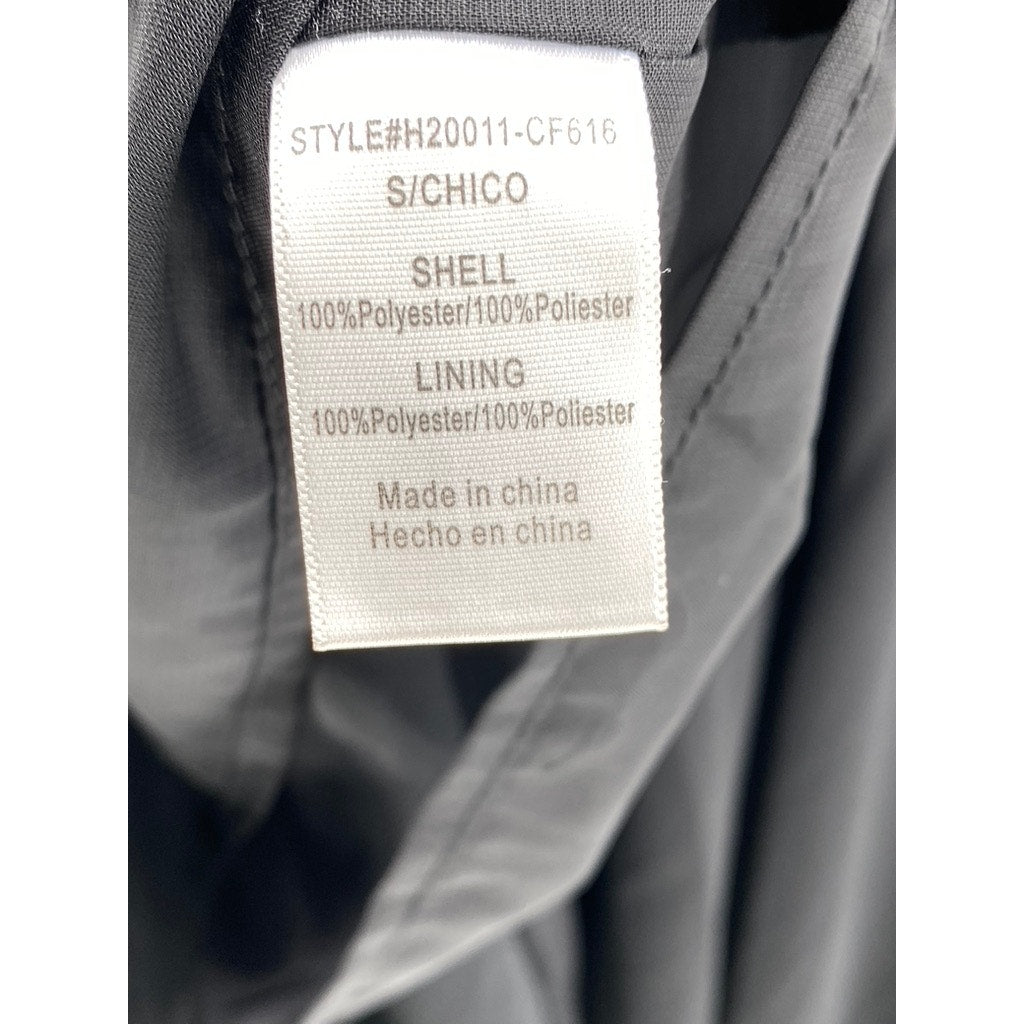 STYLE#H20011-CF616
S/CHICO
SHELL
100%Polyester/100%Poliester
LINING
100%Polyester/100%Poliester
Made in china
Hecho en china